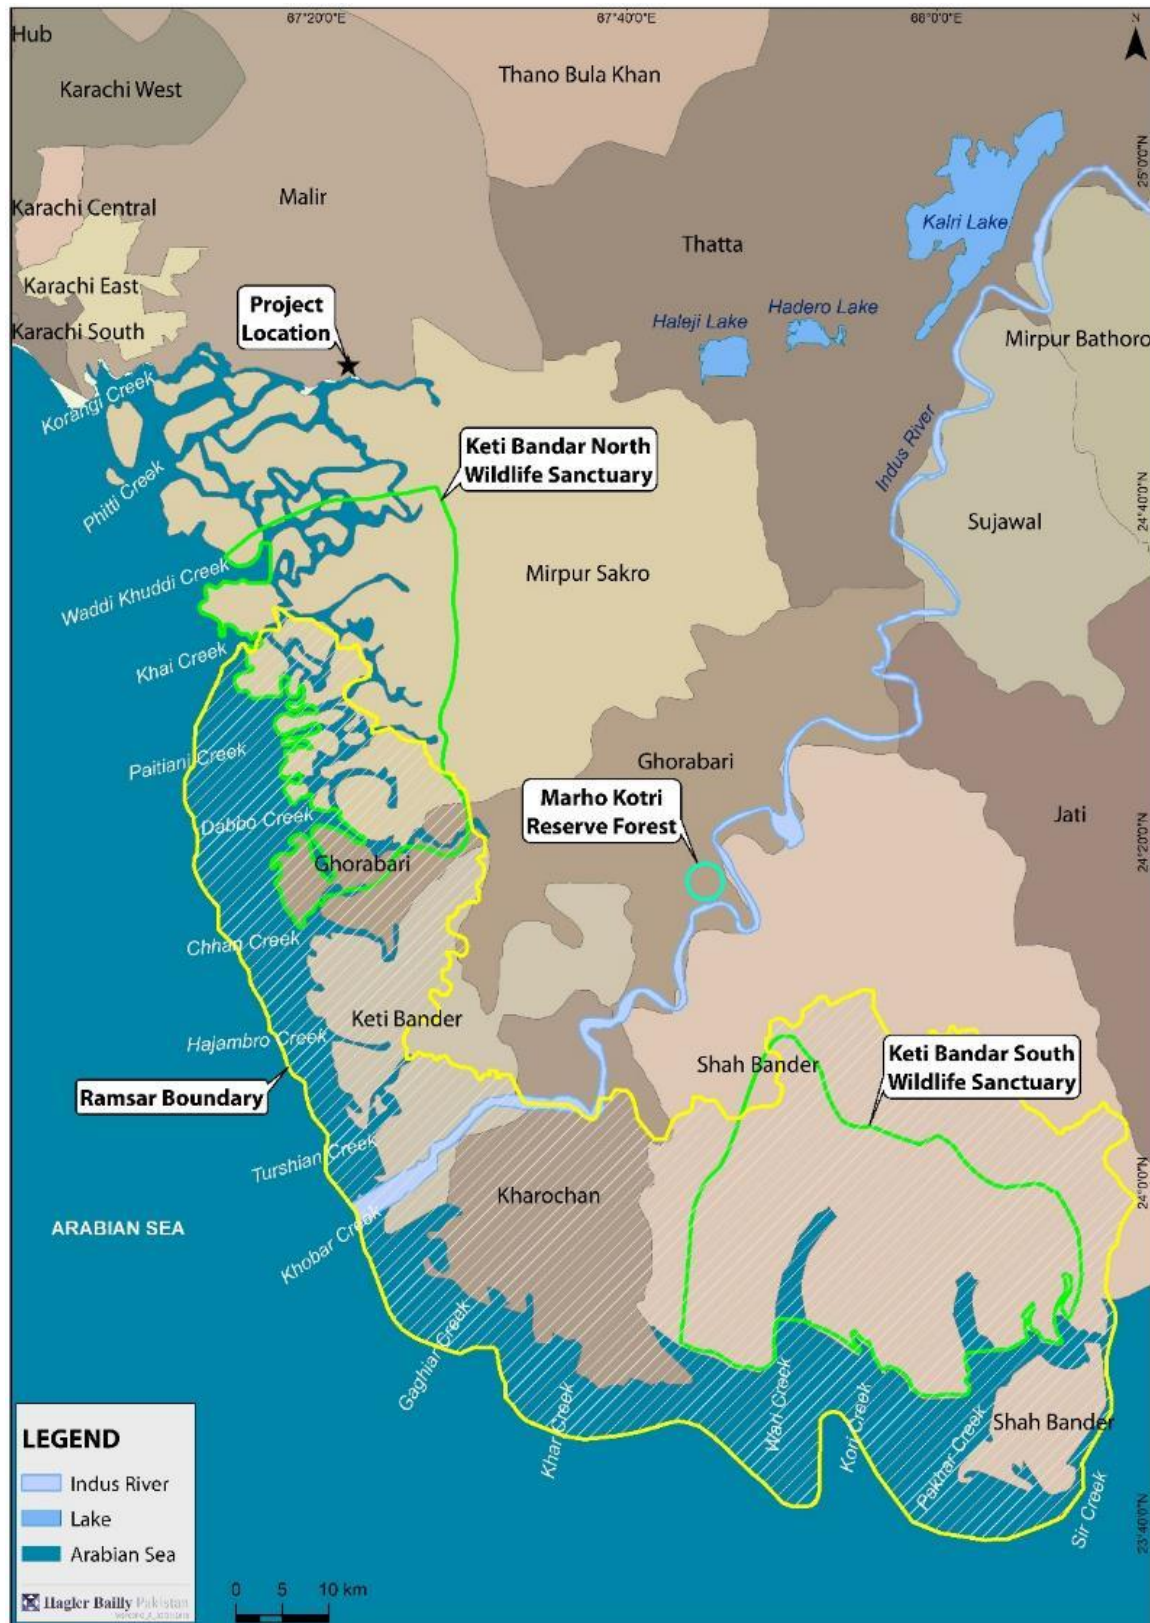 67°20'0"E
67°40'0"E
68°0'0"E
N
Hub
Karachi West
Thano Bula Khan
25°0'0"N
Karachi Central
Malir
Kalri Lake
Karachi East
Thatta
Project
Location
Haleji Lake
Hadero Lake
Karachi South
Mirpur Bathoro
Korangi Creek
Keti Bandar North
Wildlife Sanctuary
Indus River
Phitti Creek
24°40'0"N
Sujawal
Waddi Khuddi Creek
Mirpur Sakro
Khai Creek
Paitiani Creek
Ghorabari
Marho Kotri
Reserve Forest
Jati
24°20'0"N
Dabbo Creek
Ghorabari
Chhan Creek
Keti Bander
Hajambro Creek
Shah Bander
Keti Bandar South
Wildlife Sanctuary
Ramsar Boundary
Turshian Creek
24°0'0"N
Kharochan
ARABIAN SEA
Khobar Creek
Gaghiar Creek
Khar Creek
Wari Creek
Kori Creek
Pakhar Creek
Shah Bander
Sir Creek
23°40'0"N
LEGEND
Indus River
Lake
Arabian Sea
Hagler Bailly Pakistan
0 5 10 km